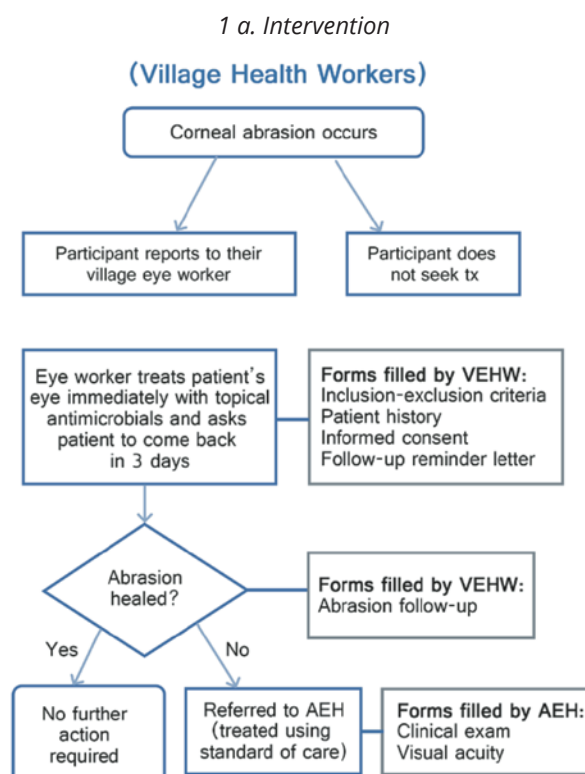 1 a. Intervention
(Village Health Workers)
Corneal abrasion occurs
Participant reports to their
village eye worker
Participant does
not seek tx
Eye worker treats patient's
eye immediately with topical
antimicrobials and asks
patient to come back
in 3 days
Forms filled by VEHW:
Inclusion-exclusion criteria
Patient history
Informed consent
Follow-up reminder letter
Abrasion
healed?
Forms filled by VEHW:
Abrasion follow-up
Yes
No
No further
action
required
Referred to AEH
(treated using
standard of care)
Forms filled by AEH:
Clinical exam
Visual acuity